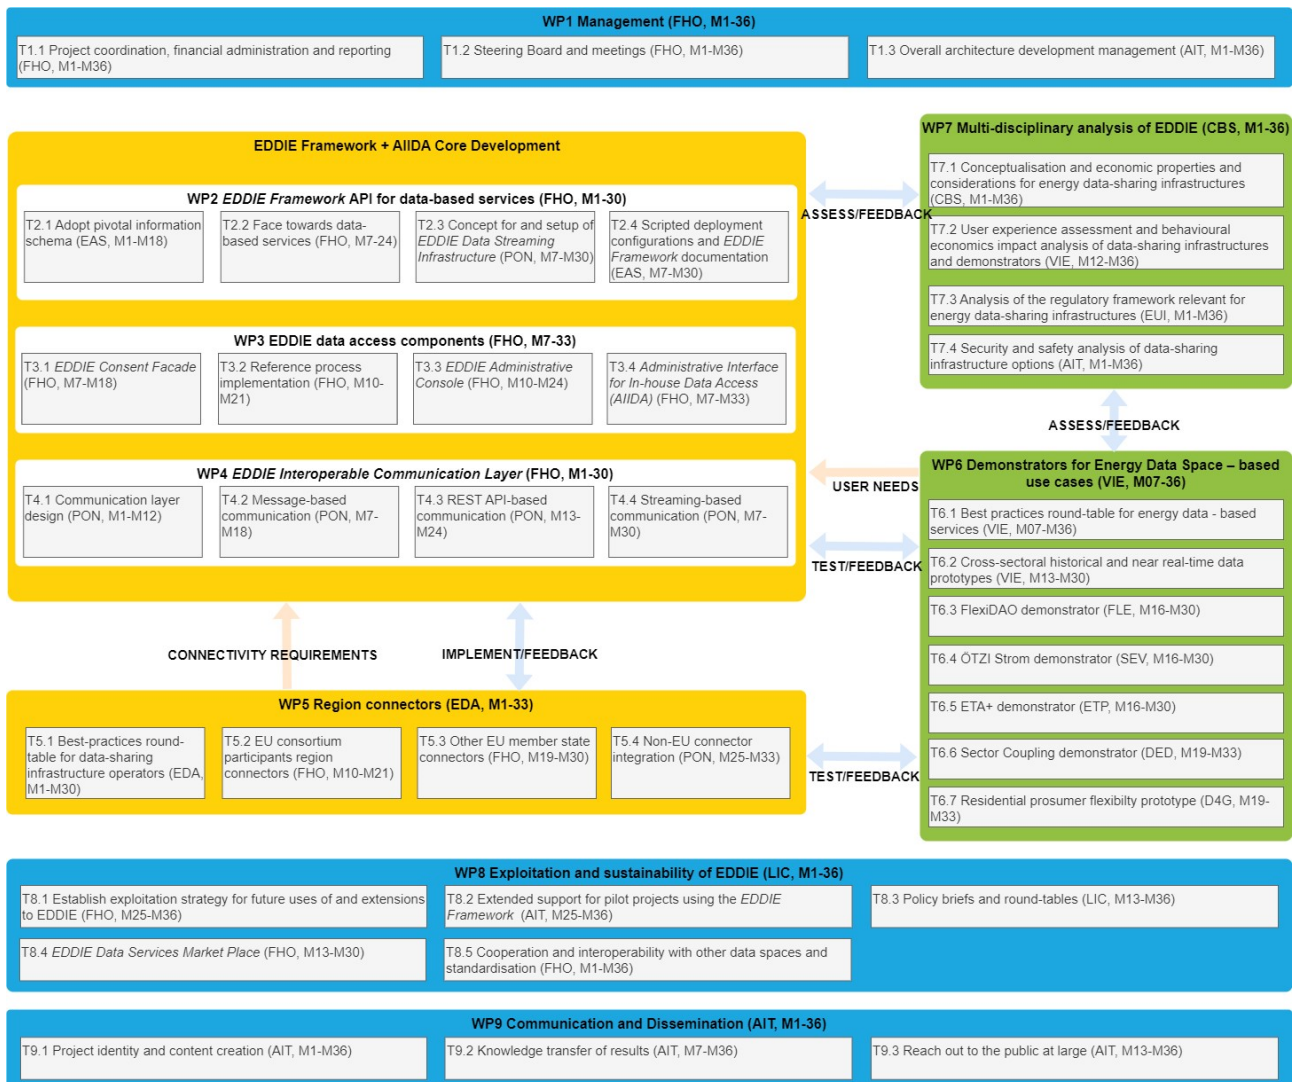 WP1 Management (FHO, M1-36)
T1.1 Project coordination, financial administration and reporting
(FHO, M1-M36)
T1.2 Steering Board and meetings (FHO, M1-M36)
T1.3 Overall architecture development management (AIT, M1-M36)
EDDIE Framework + AIIDA Core Development
WP2 EDDIE Framework API for data-based services (FHO, M1-30)
T2.1 Adopt pivotal information
schema (EAS, M1-M18)
T2.2 Face towards data-
based services (FHO, M7-24)
T2.3 Concept for and setup of
EDDIE Data Streaming
Infrastructure (PON, M7-M30)
T2.4 Scripted deployment
configurations and EDDIE
Framework documentation
(EAS, M7-M30)
WP3 EDDIE data access components (FHO, M7-33)
T3.1 EDDIE Consent Facade
(FHO, M7-M18)
T3.2 Reference process
implementation (FHO, M10-
M21)
T3.3 EDDIE Administrative
Console (FHO, M10-M24)
T3.4 Administrative Interface
for In-house Data Access
(AIIDA) (FHO, M7-M33)
WP4 EDDIE Interoperable Communication Layer (FHO, M1-30)
T4.1 Communication layer
design (PON, M1-M12)
T4.2 Message-based
communication (PON, M7-
M18)
T4.3 REST API-based
communication (PON, M13-
M24)
T4.4 Streaming-based
communication (PON, M7-
M30)
ASSESS/FEEDBACK
WP7 Multi-disciplinary analysis of EDDIE (CBS, M1-36)
T7.1 Conceptualisation and economic properties and
considerations for energy data-sharing infrastructures
(CBS, M1-M36)
T7.2 User experience assessment and behavioural
economics impact analysis of data-sharing infrastructures
and demonstrators (VIE, M12-M36)
T7.3 Analysis of the regulatory framework relevant for
energy data-sharing infrastructures (EUI, M1-M36)
T7.4 Security and safety analysis of data-sharing
infrastructure options (AIT, M1-M36)
ASSESS/FEEDBACK
USER NEEDS
TEST/FEEDBACK
WP6 Demonstrators for Energy Data Space – based
use cases (VIE, M07-36)
T6.1 Best practices round-table for energy data - based
services (VIE, M07-M36)
T6.2 Cross-sectoral historical and near real-time data
prototypes (VIE, M13-M30)
T6.3 FlexiDAO demonstrator (FLE, M16-M30)
T6.4 ÖTZI Strom demonstrator (SEV, M16-M30)
T6.5 ETA+ demonstrator (ETP, M16-M30)
T6.6 Sector Coupling demonstrator (DED, M19-M33)
T6.7 Residential prosumer flexibilty prototype (D4G, M19-
M33)
CONNECTIVITY REQUIREMENTS
IMPLEMENT/FEEDBACK
WP5 Region connectors (EDA, M1-33)
T5.1 Best-practices round-
table for data-sharing
infrastructure operators (EDA,
M1-M30)
T5.2 EU consortium
participants region
connectors (FHO, M10-M21)
T5.3 Other EU member state
connectors (FHO, M19-M30)
T5.4 Non-EU connector
integration (PON, M25-M33)
TEST/FEEDBACK
WP8 Exploitation and sustainability of EDDIE (LIC, M1-36)
T8.1 Establish exploitation strategy for future uses of and extensions
to EDDIE (FHO, M25-M36)
T8.2 Extended support for pilot projects using the EDDIE
Framework (AIT, M25-M36)
T8.3 Policy briefs and round-tables (LIC, M13-M36)
T8.4 EDDIE Data Services Market Place (FHO, M13-M30)
T8.5 Cooperation and interoperability with other data spaces and
standardisation (FHO, M1-M36)
WP9 Communication and Dissemination (AIT, M1-36)
T9.1 Project identity and content creation (AIT, M1-M36)
T9.2 Knowledge transfer of results (AIT, M7-M36)
T9.3 Reach out to the public at large (AIT, M13-M36)